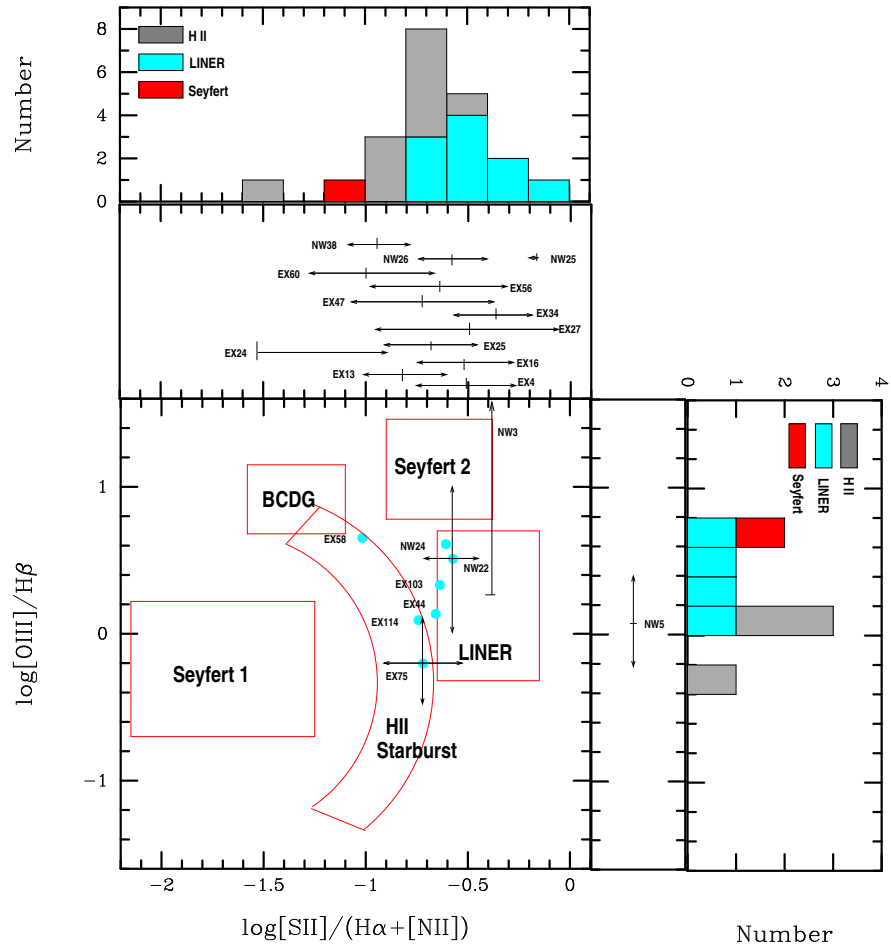 8
6
4
2
0
Number
H II
LINER
Seyfert
NW38
NW26
NW25
EX60
EX56
EX47
EX34
EX27
EX25
EX24
EX16
EX13
EX4
0
1
2
3
4
Seyfert
LINER
H II
Number
NW3
Seyfert 2
BCDG
EX58
NW24
NW22
EX103
EX44
EX114
NW5
LINER
Seyfert 1
EX75
HII
Starburst
1
0
−1
log[OIII]/Hβ
−2
−1.5
−1
−0.5
0
log[SII]/(Hα+[NII])